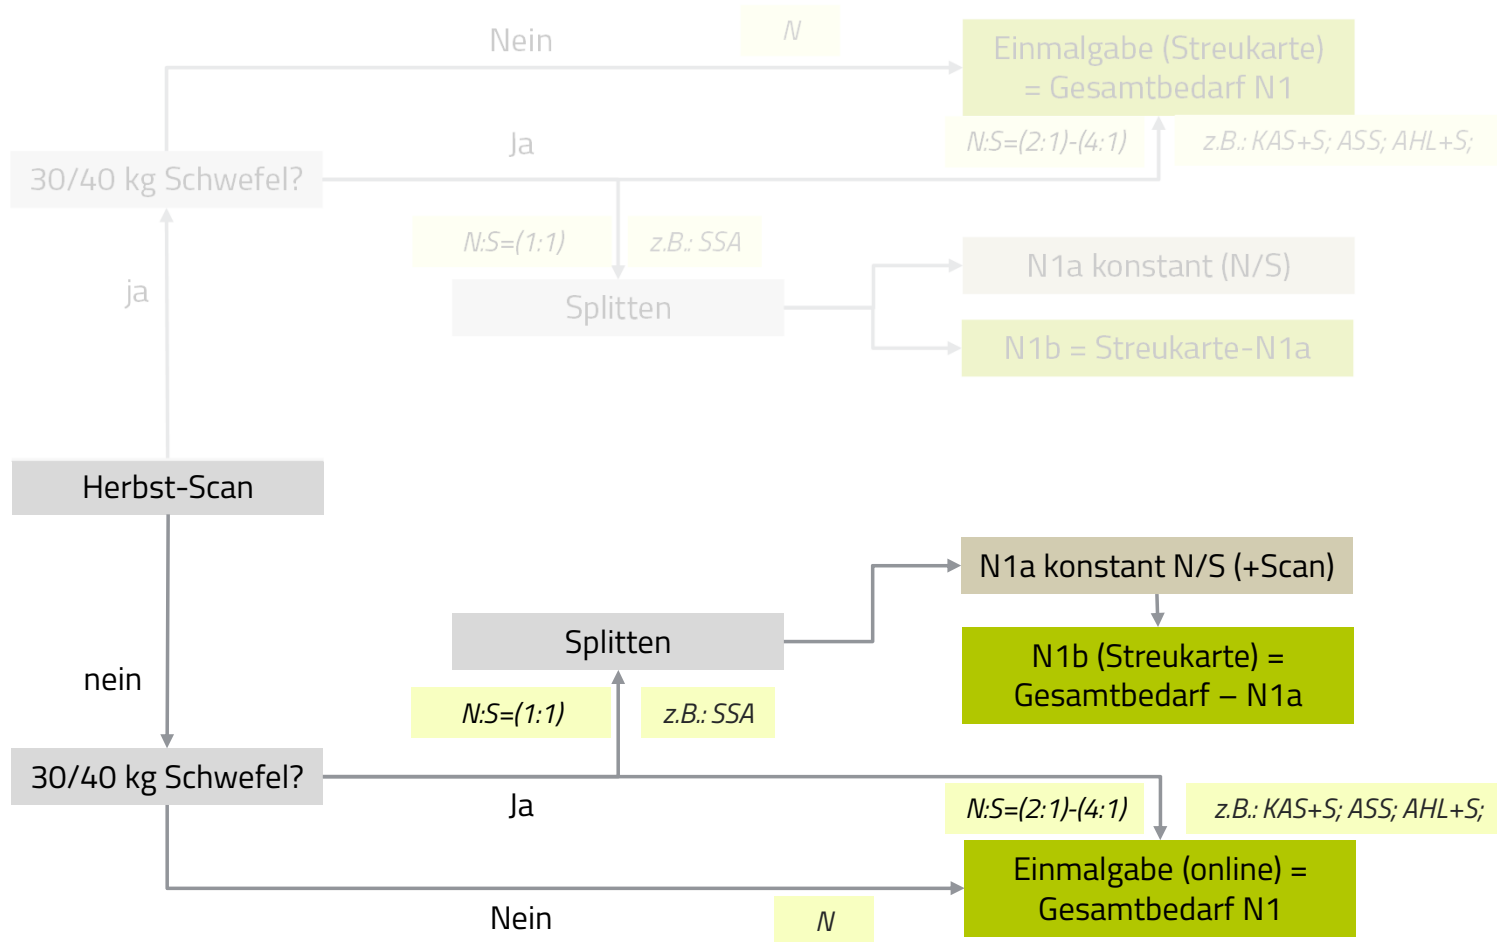 Nein
N
Einmalgabe (Streukarte)
= Gesamtbedarf N1
Ja
N:S=(2:1)-(4:1)
z.B.: KAS+S; ASS; AHL+S;
30/40 kg Schwefel?
N:S=(1:1)
z.B.: SSA
ja
Splitten
N1a konstant (N/S)
N1b = Streukarte-N1a
Herbst-Scan
N1a konstant N/S (+Scan)
Splitten
N1b (Streukarte) =
Gesamtbedarf – N1a
nein
N:S=(1:1)
z.B.: SSA
30/40 kg Schwefel?
Ja
N:S=(2:1)-(4:1)
z.B.: KAS+S; ASS; AHL+S;
Einmalgabe (online) =
Gesamtbedarf N1
Nein
N